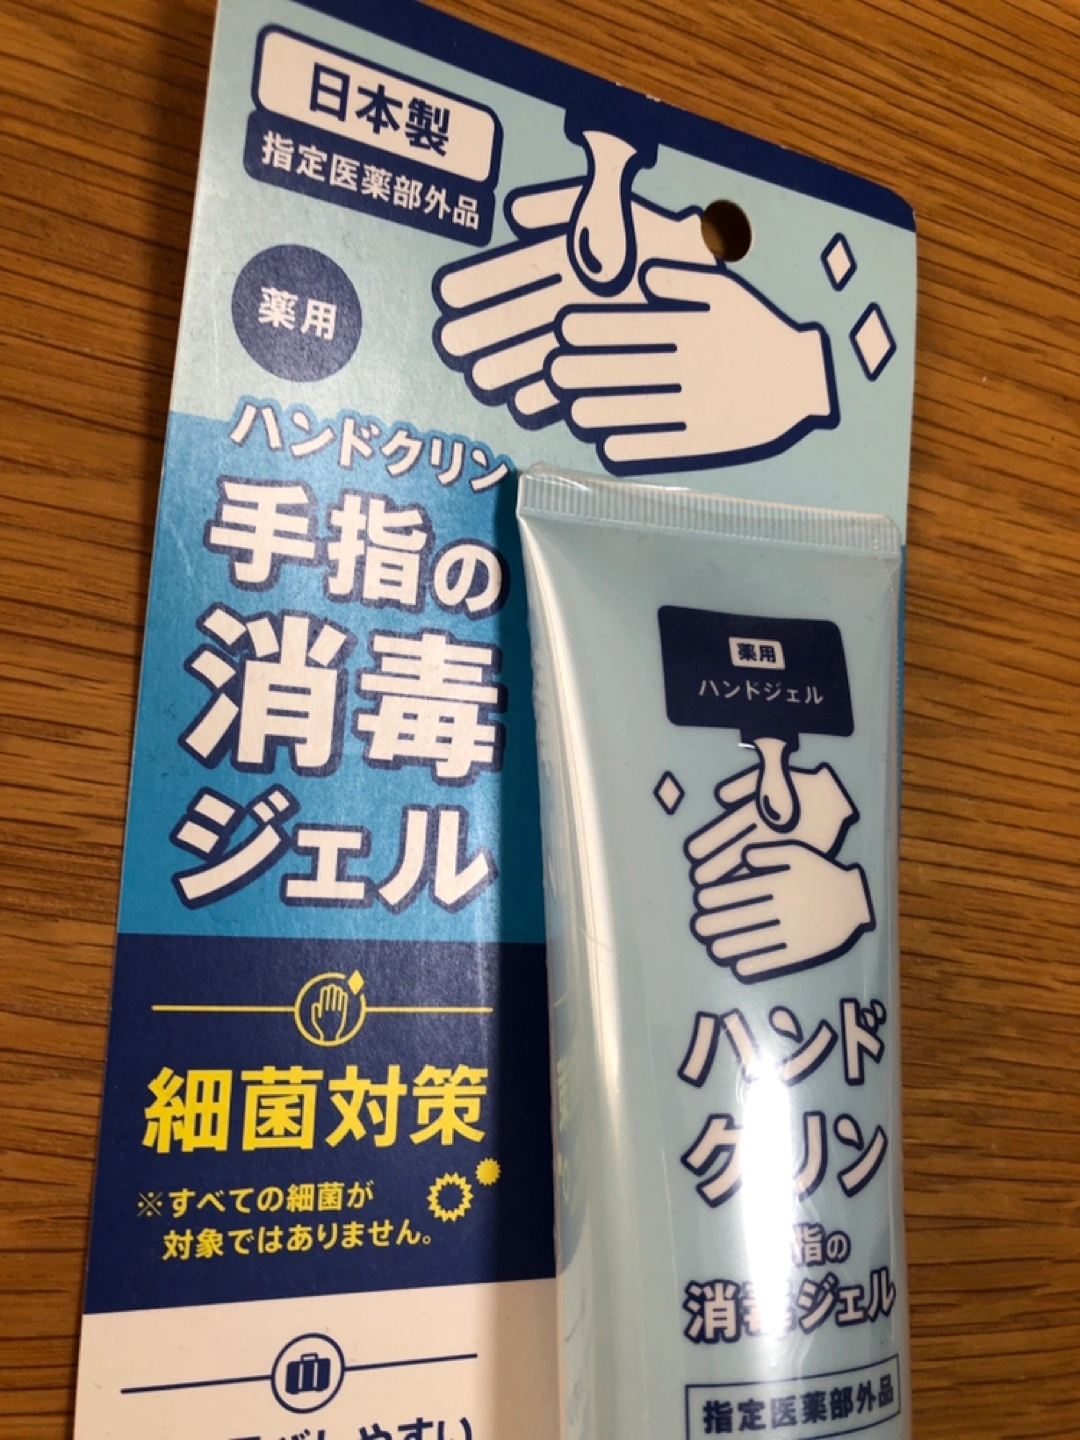 日本製
指定医薬部外品
薬用
ハンドクリン
手指の
消毒
ジェル
細菌対策
※すべての細菌が
対象ではありません。
薬用
ハンドジェル
ハンド
クリン
指の
消毒ジェル
指定医薬部外品